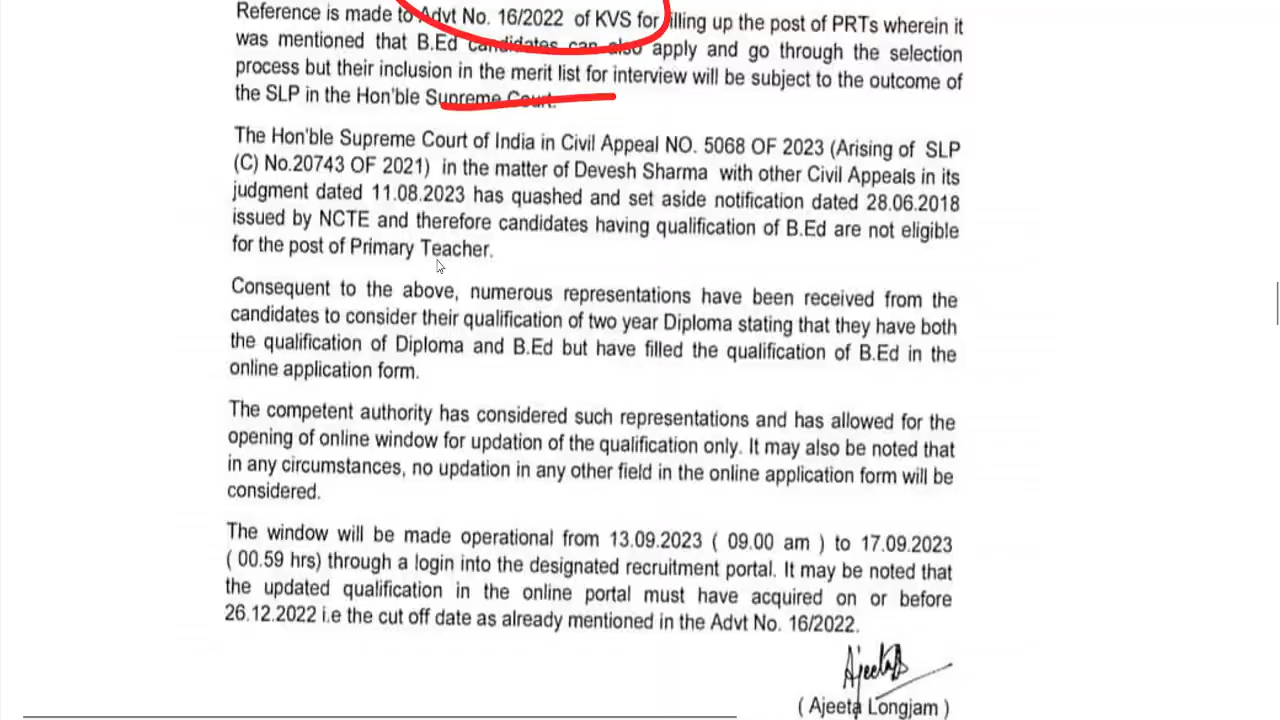 Reference is made to Advt No. 16/2022 of KVS for filling up the post of PRTs wherein it
was mentioned that B.Ed candidates can also apply and go through the selection
process but their inclusion in the merit list for interview will be subject to the outcome of
the SLP in the Hon'ble Supreme Court.
The Hon'ble Supreme Court of India in Civil Appeal NO. 5068 OF 2023 (Arising of SLP
(C) No.20743 OF 2021) in the matter of Devesh Sharma with other Civil Appeals in its
judgment dated 11.08.2023 has quashed and set aside notification dated 28.06.2018
issued by NCTE and therefore candidates having qualification of B.Ed are not eligible
for the post of Primary Teacher.
Consequent to the above, numerous representations have been received from the
candidates to consider their qualification of two year Diploma stating that they have both
the qualification of Diploma and B.Ed but have filled the qualification of B.Ed in the
online application form.
The competent authority has considered such representations and has allowed for the
opening of online window for updation of the qualification only. It may also be noted that
in any circumstances, no updation in any other field in the online application form will be
considered.
The window will be made operational from 13.09.2023 ( 09.00 am ) to 17.09.2023
( 00.59 hrs) through a login into the designated recruitment portal. It may be noted that
the updated qualification in the online portal must have acquired on or before
26.12.2022 i.e the cut off date as already mentioned in the Advt No. 16/2022.
Ajeeta
( Ajeeta Longjam )